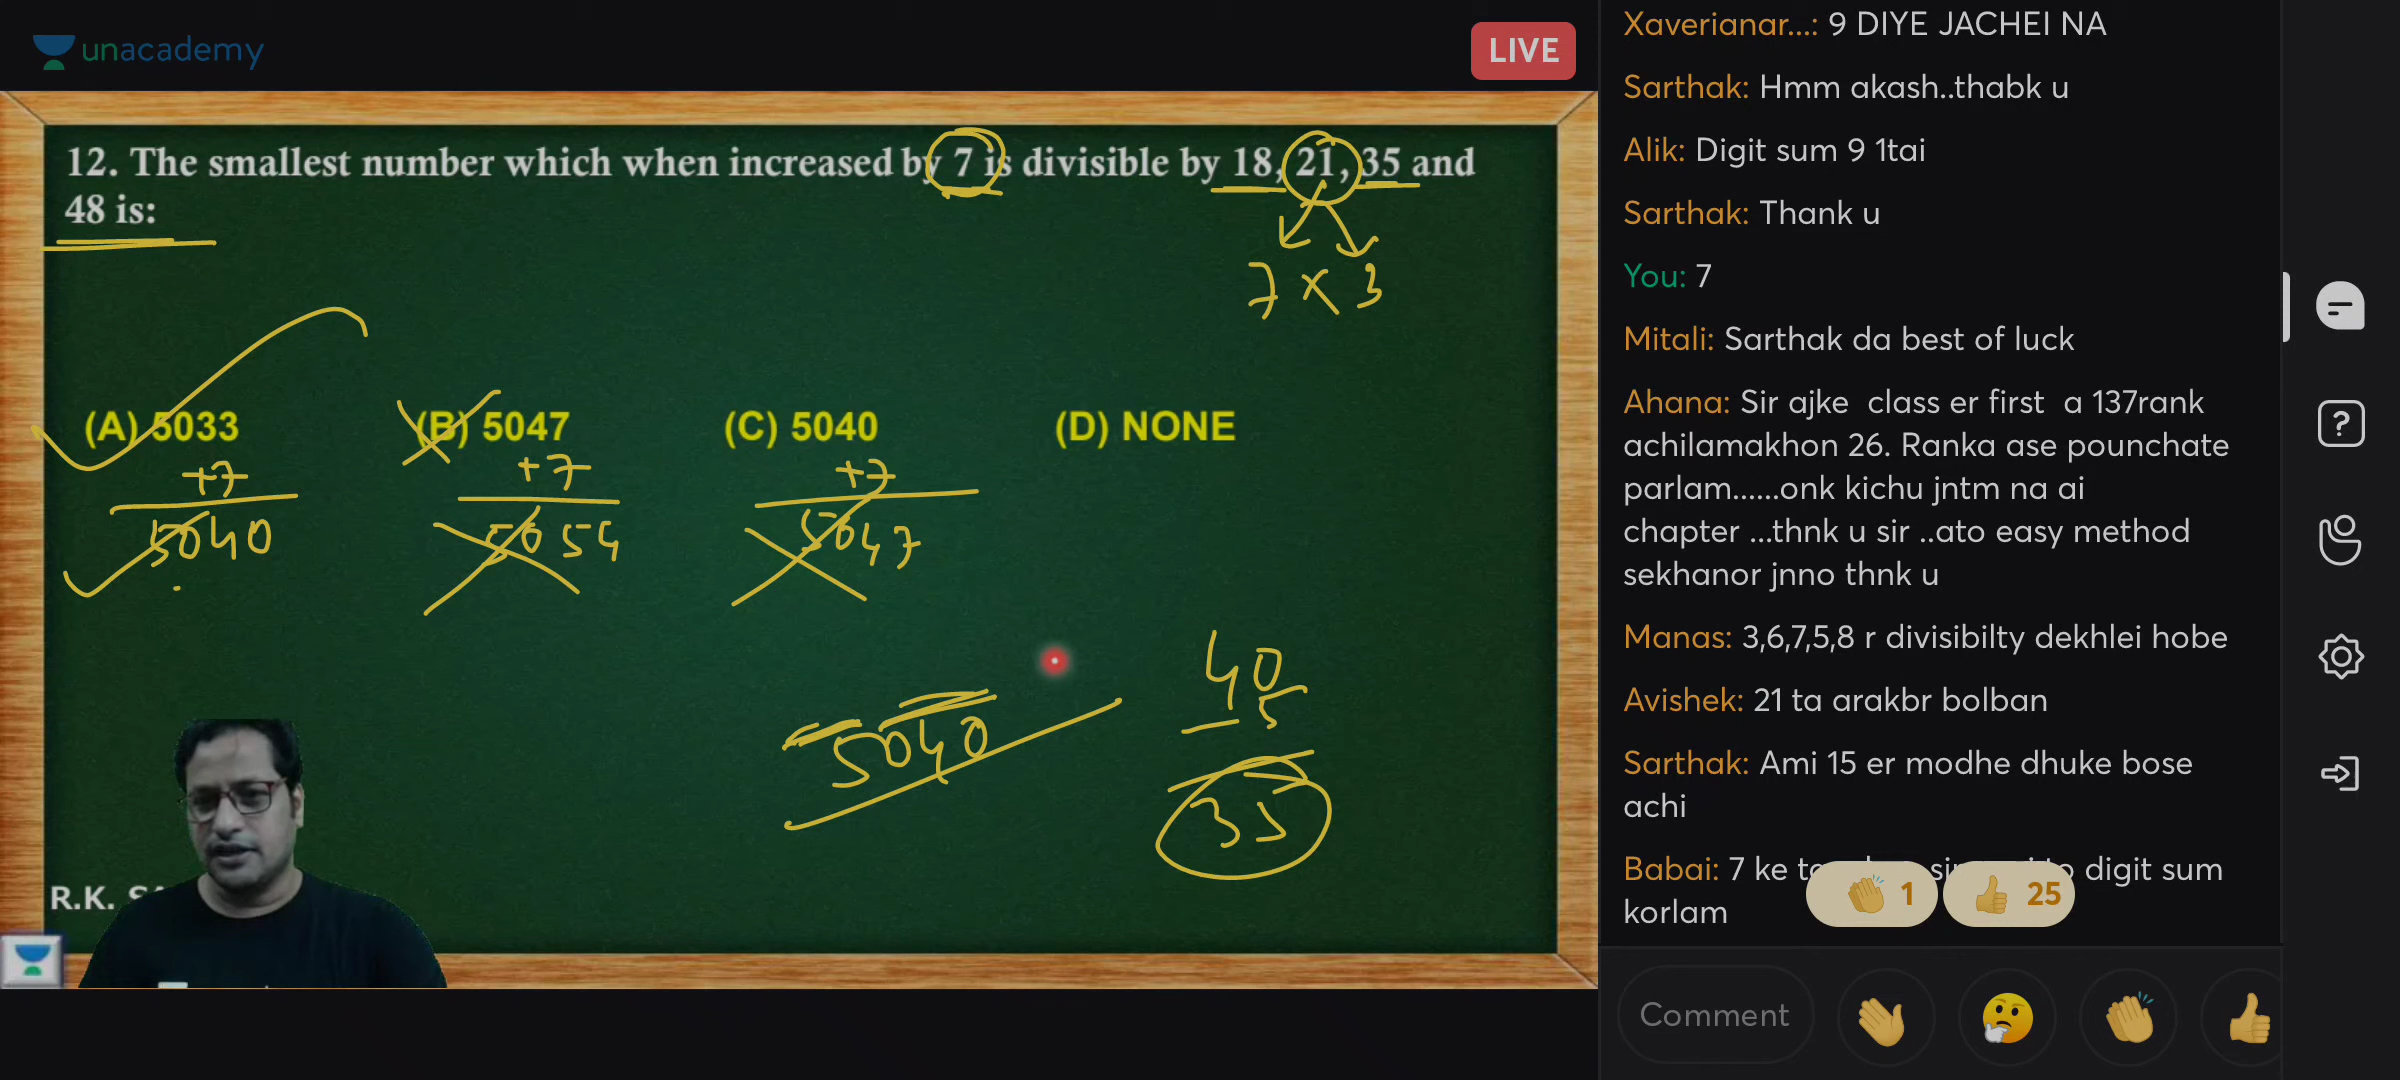 unacademy
LIVE
12. The smallest number which when increased by 7 is divisible by 18, 21, 35 and
48 is:
7 × 3
(A) 5033 (B) 5047 (C) 5040 (D) NONE
+7 +7 +7
5040 5054 5047
40
5
5040
35
R.K.
Xaverianar...: 9 DIYE JACHEI NA
Sarthak: Hmm akash..thabk u
Alik: Digit sum 9 1tai
Sarthak: Thank u
You: 7
Mitali: Sarthak da best of luck
Ahana: Sir ajke class er first a 137rank
achilamakhon 26. Ranka ase pounchate
parlam......onk kichu jntm na ai
chapter ...thnk u sir ..ato easy method
sekhanor jnno thnk u
Manas: 3,6,7,5,8 r divisibilty dekhlei hobe
Avishek: 21 ta arakbr bolban
Sarthak: Ami 15 er modhe dhuke bose
achi
Babai: 7 ke digit sum
korlam
1 25
Comment